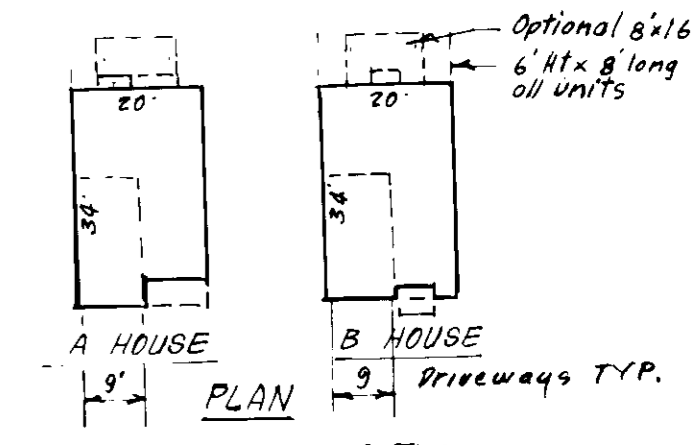 Optional 8'x16
6' Ht x 8' long
all units
20'
20'
34'
34'
A HOUSE
B HOUSE
9'
9
Driveways TYP.
PLAN